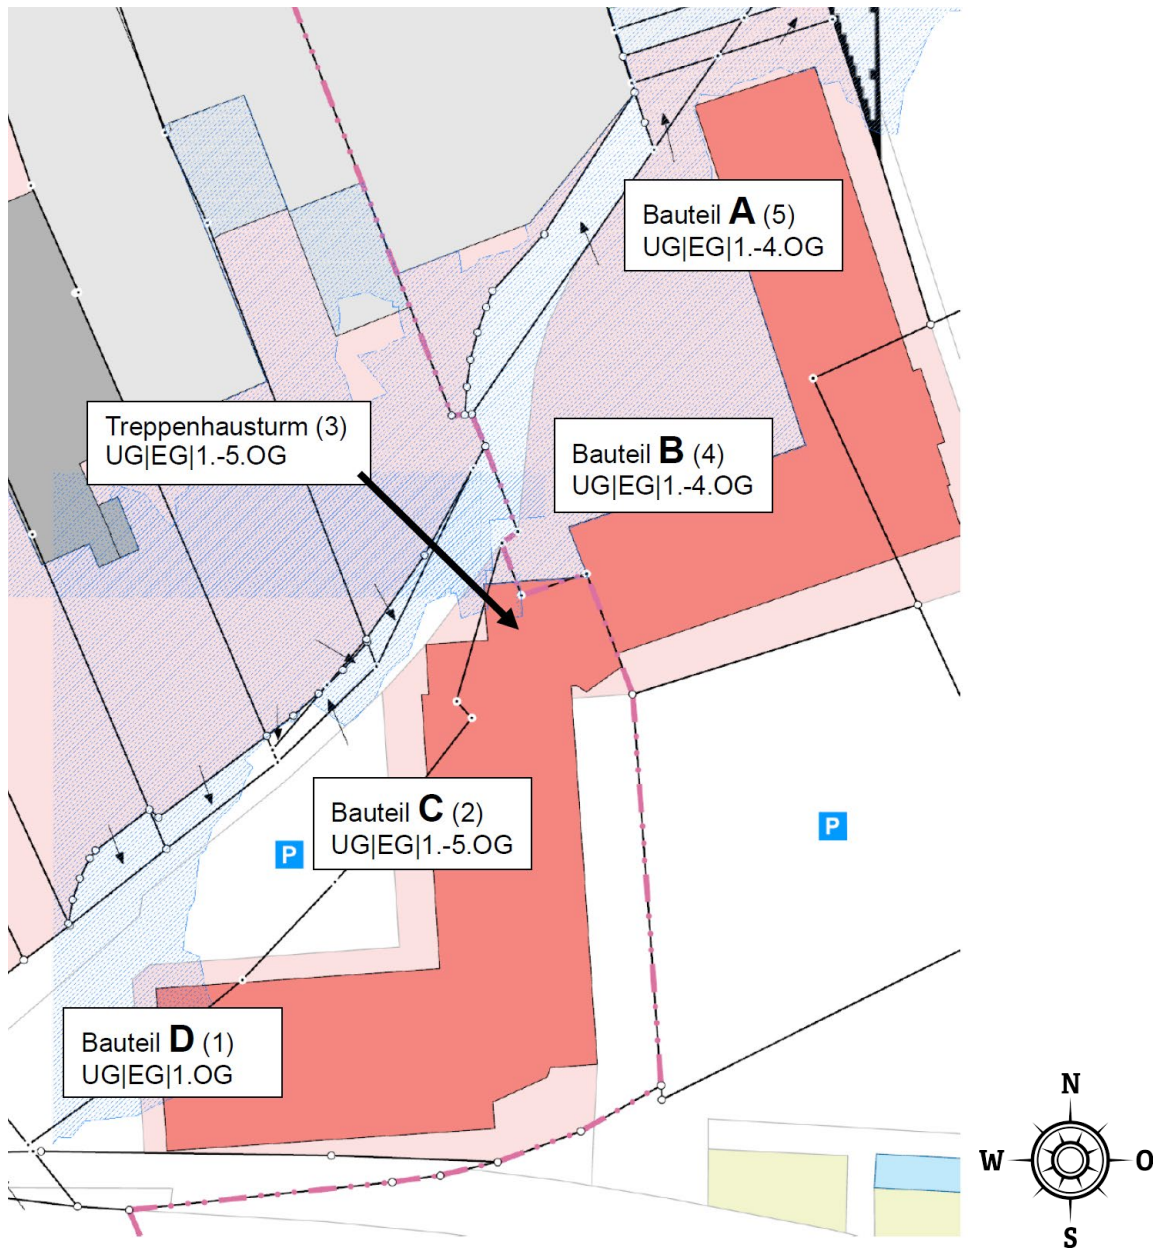 Bauteil A (5)
UG|EG|1.-4.OG
Treppenhausturm (3)
UG|EG|1.-5.OG
Bauteil B (4)
UG|EG|1.-4.OG
Bauteil C (2)
UG|EG|1.-5.OG
P
P
Bauteil D (1)
UG|EG|1.OG
N
W O
S